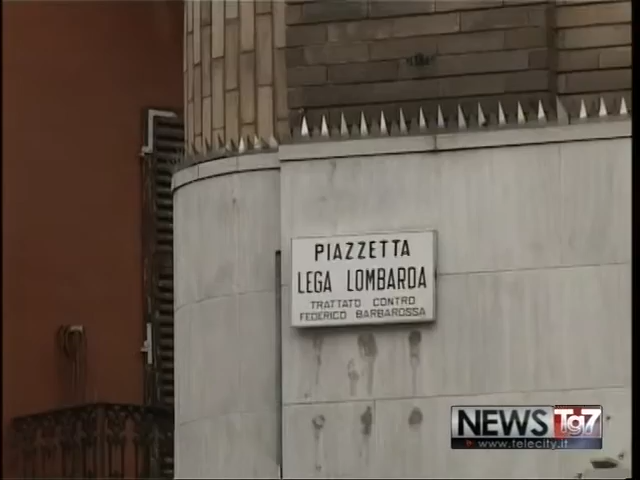 PIAZZETTA
LEGA LOMBARDA
TRATTATO CONTRO
FEDERICO BARBAROSSA
NEWS Tg7
www.telecity.it